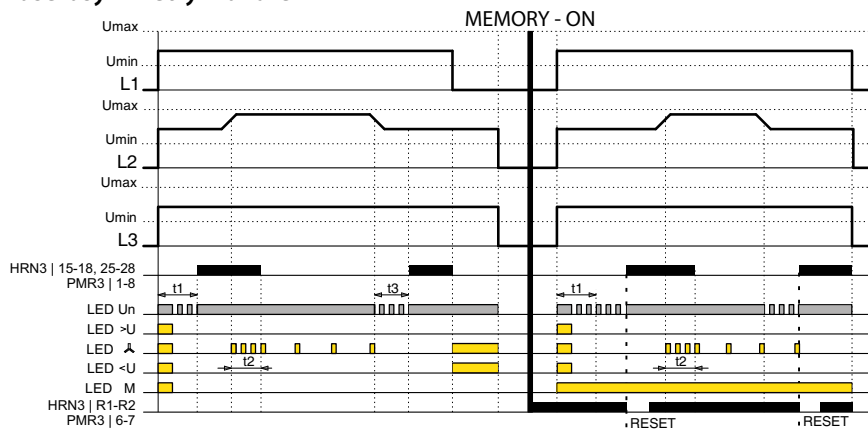 MEMORY - ON
Umax
Umin
L1
Umax
Umin
L2
Umax
Umin
L3
HRN3 | 15-18, 25-28
PMR3 | 1-8
t1 t3 t1
LED Un
LED >U
LED
t2 t2
LED <U
LED M
HRN3 | R1-R2
PMR3 | 6-7
RESET RESET